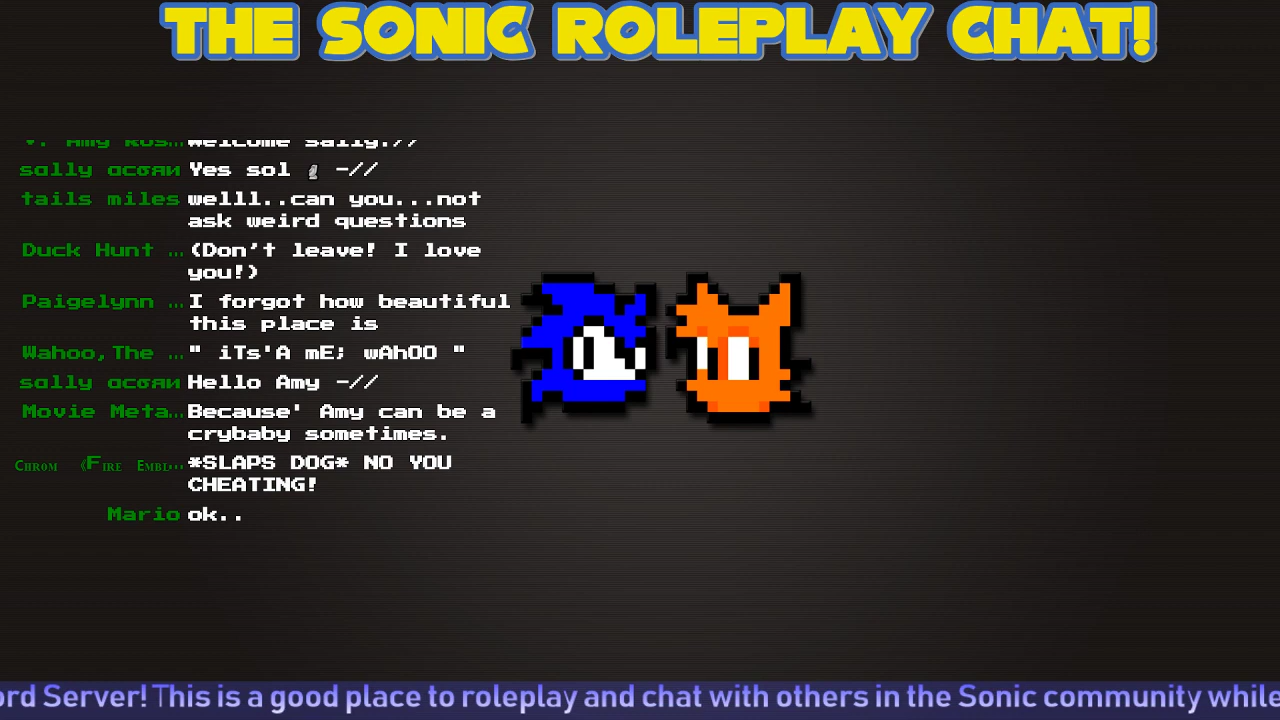 THE SONIC ROLEPLAY CHAT!
welcome sally.//
sally acorn Yes sol -//
tails miles welll..can you...not
ask weird questions
Duck Hunt ... (Don't leave! I love
you!)
Paigelynn ... I forgot how beautiful
this place is
Wahoo,The ... " iTs'A mE; wAhOO "
sally acorn Hello Amy -//
Movie Meta... Because' Amy can be a
crybaby sometimes.
Chrom 《Fire Embl... *SLAPS DOG* NO YOU
CHEATING!
Mario ok..
ord Server! This is a good place to roleplay and chat with others in the Sonic community while